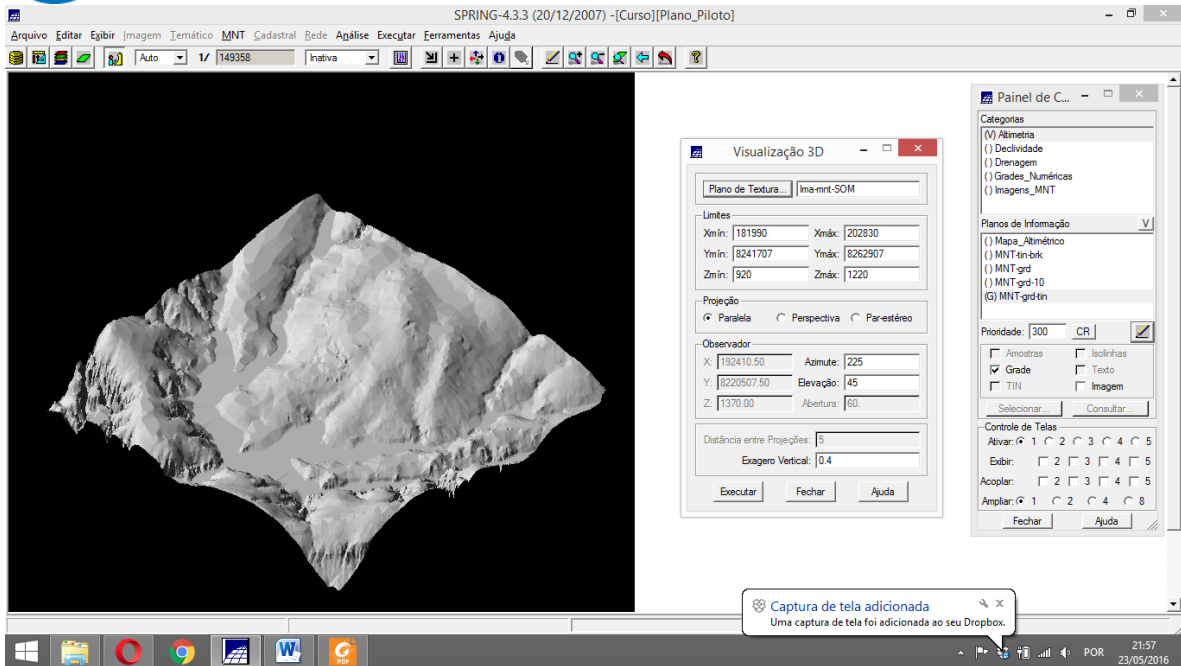 SPRING-4.3.3 (20/12/2007) -[Curso][Plano_Piloto]
Arquivo Editar Exibir Imagem Temático MNT Cadastral Rede Análise Executar Ferramentas Ajuda
Auto 1/ 149358 Inativa
Visualização 3D
Plano de Textura... Ima-mnt-SOM
Limites
Xmín: 181990 Xmáx: 202830
Ymín: 8241707 Ymáx: 8262907
Zmín: 920 Zmáx: 1220
Projeção
Paralela Perspectiva Par-estéreo
Observador
X: 192410.50 Azimute: 225
Y: 8220507.50 Elevação: 45
Z: 1370.00 Abertura: 60.
Distância entre Projeções: 5
Exagero Vertical: 0.4
Executar Fechar Ajuda
Painel de C...
Categorias
(V) Altimetria
() Declividade
() Drenagem
() Grades_Numéricas
() Imagens_MNT
Planos de Informação V
() Mapa_Altimétrico
() MNT-tin-brk
() MNT-grd
() MNT-grd-10
(G) MNT-grd-tin
Prioridade: 300 CR
Amostras Isolinhas
Grade Texto
TIN Imagem
Selecionar... Consultar...
Controle de Telas
Ativar: 1 2 3 4 5
Exibir: 2 3 4 5
Acoplar: 2 3 4 5
Ampliar: 1 2 4 8
Fechar Ajuda
Captura de tela adicionada
Uma captura de tela foi adicionada ao seu Dropbox.
W
G
PDF
POR
21:57
23/05/2016